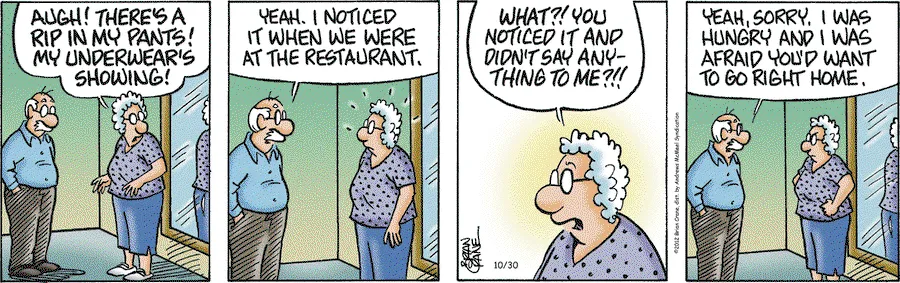 AUGH! THERE'S A
RIP IN MY PANTS!
MY UNDERWEAR'S
SHOWING!
YEAH. I NOTICED
IT WHEN WE WERE
AT THE RESTAURANT.
WHAT?! YOU
NOTICED IT AND
DIDN'T SAY ANY-
THING TO ME?!!
BRIAN
CRANE
10/30
©2012 Brian Crane, dist. by Andrews McMeel Syndication
YEAH, SORRY. I WAS
HUNGRY AND I WAS
AFRAID YOU'D WANT
TO GO RIGHT HOME.